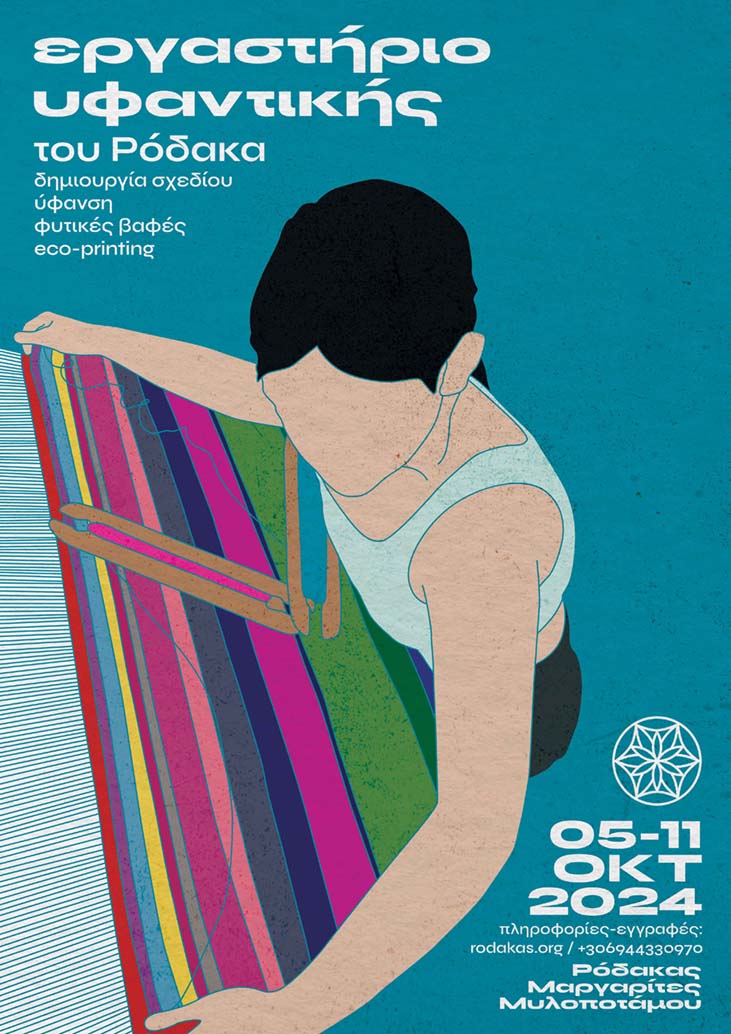 εργαστήριο
υφαντικής
του Ρόδακα
δημιουργία σχεδίου
ύφανση
φυτικές βαφές
eco-printing
05-11
ΟΚΤ
2024
πληροφορίες-εγγραφές:
rodakas.org / +306944330970
Ρόδακας
Μαργαρίτες
Μυλοποτάμου